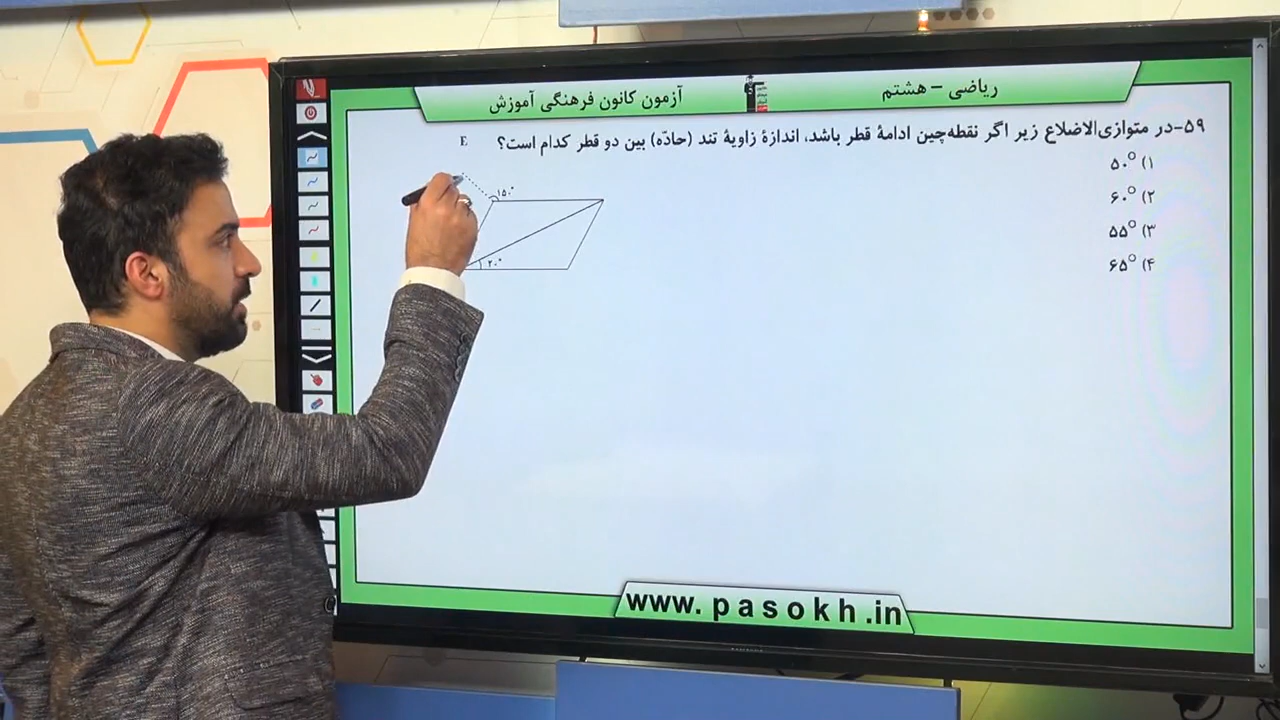 ریاضی – هشتم
آزمون کانون فرهنگی آموزش
۵۹-در متوازی‌الاضلاع زیر اگر نقطه‌چین ادامهٔ قطر باشد، اندازهٔ زاویهٔ تند (حادّه) بین دو قطر کدام است؟
۱) ۵۰°
۲) ۶۰°
۳) ۵۵°
۴) ۶۵°
E
۱۵۰°
۲۰°
www.pasokh.in